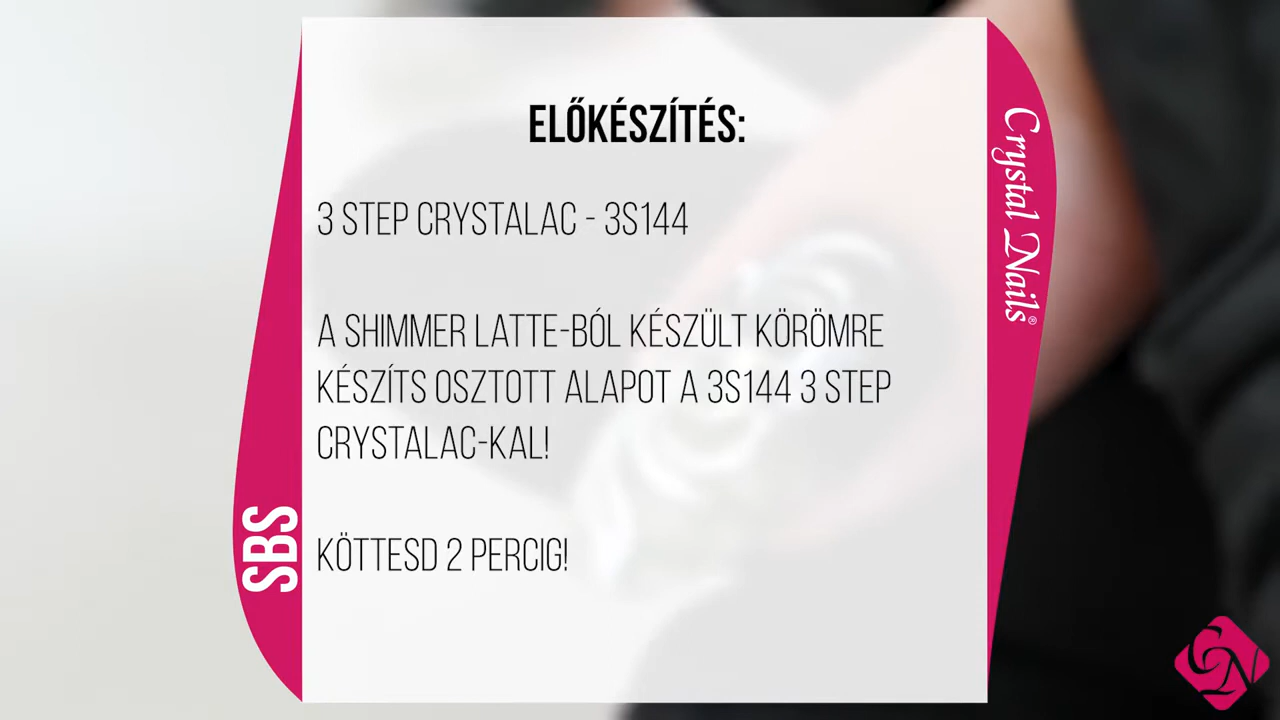 ELŐKÉSZÍTÉS:
3 STEP CRYSTALAC - 3S144
A SHIMMER LATTE-BÓL KÉSZÜLT KÖRÖMRE
KÉSZÍTS OSZTOTT ALAPOT A 3S144 3 STEP
CRYSTALAC-KAL!
KÖTTESD 2 PERCIG!
SBS
Crystal Nails®
CN